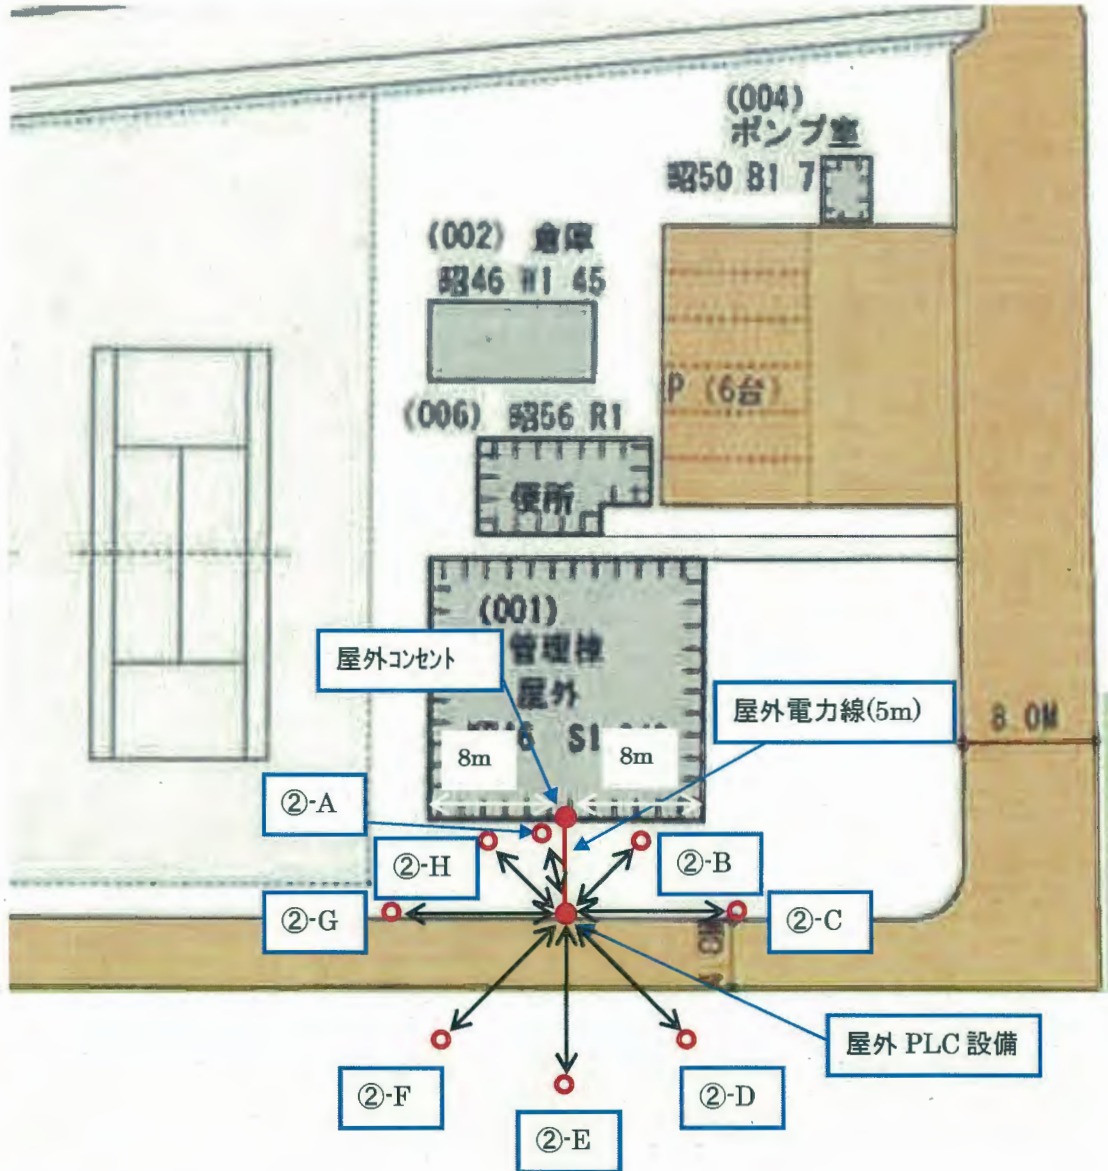 (004)
ポンプ室
昭50 B1 7
(002) 倉庫
昭46 W1 45
P (6台)
(006) 昭56 R1
便所
(001)
管理棟
屋外コンセント
屋外
屋外電力線(5m)
S1
8.0M
8m
8m
②-A
②-H
②-B
②-G
②-C
屋外 PLC 設備
②-F
②-D
②-E